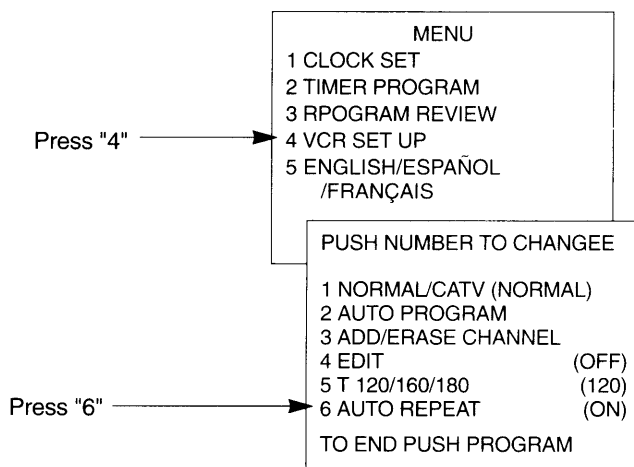 MENU
1 CLOCK SET
2 TIMER PROGRAM
3 RPOGRAM REVIEW
Press "4"
4 VCR SET UP
5 ENGLISH/ESPAÑOL
/FRANÇAIS
PUSH NUMBER TO CHANGEE
1 NORMAL/CATV (NORMAL)
2 AUTO PROGRAM
3 ADD/ERASE CHANNEL
4 EDIT (OFF)
5 T 120/160/180 (120)
Press "6"
6 AUTO REPEAT (ON)
TO END PUSH PROGRAM